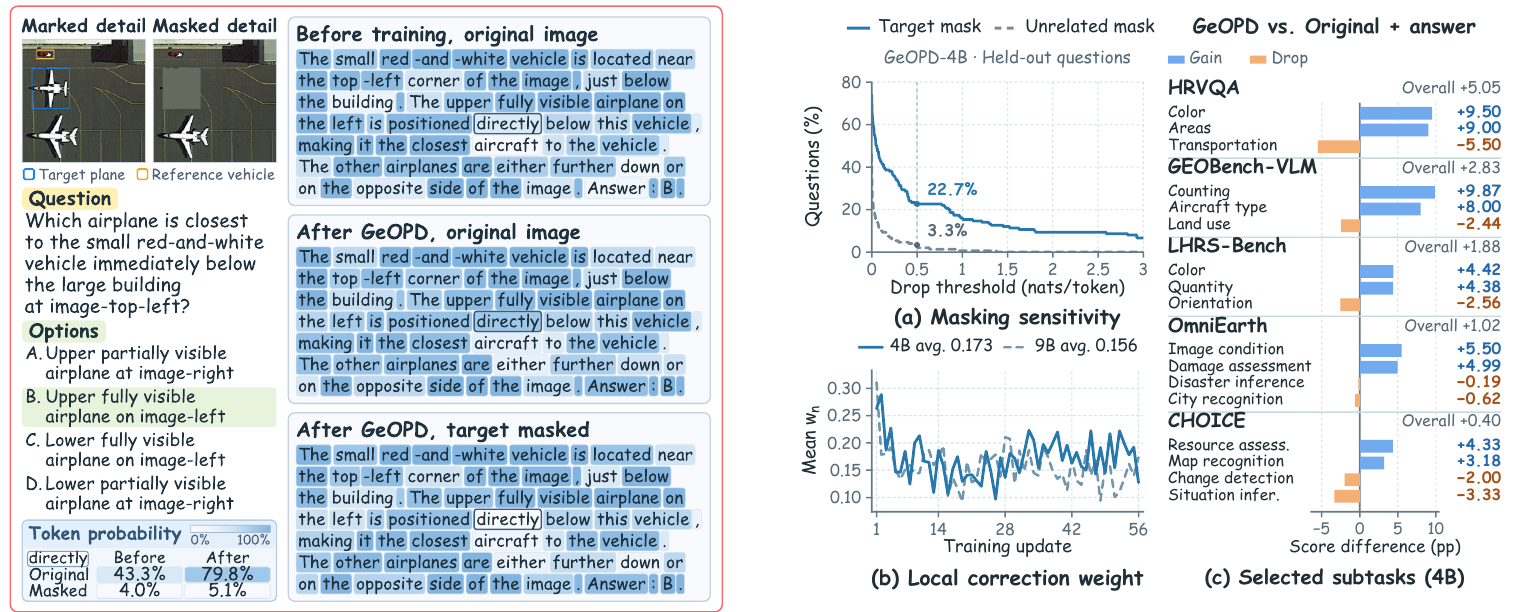 Marked detail Masked detail
Target plane Reference vehicle
Question
Which airplane is closest
to the small red-and-white
vehicle immediately below
the large building
at image-top-left?
Options
A. Upper partially visible
airplane at image-right
B. Upper fully visible
airplane on image-left
C. Lower fully visible
airplane on image-left
D. Lower partially visible
airplane at image-right
Token probability
0% 100%
directly Before After
Original 43.3% 79.8%
Masked 4.0% 5.1%
Before training, original image
The small red -and -white vehicle is located near
the top -left corner of the image , just below
the building . The upper fully visible airplane on
the left is positioned directly below this vehicle ,
making it the closest aircraft to the vehicle .
The other airplanes are either further down or
on the opposite side of the image . Answer : B .
After GeOPD, original image
The small red -and -white vehicle is located near
the top -left corner of the image , just below
the building . The upper fully visible airplane on
the left is positioned directly below this vehicle ,
making it the closest aircraft to the vehicle .
The other airplanes are either further down or
on the opposite side of the image . Answer : B .
After GeOPD, target masked
The small red -and -white vehicle is located near
the top -left corner of the image , just below
the building . The upper fully visible airplane on
the left is positioned directly below this vehicle ,
making it the closest aircraft to the vehicle .
The other airplanes are either further down or
on the opposite side of the image . Answer : B .
Target mask Unrelated mask
GeOPD-4B · Held-out questions
Questions (%)
80
60
40
20
0
22.7%
3.3%
0 0.5 1 1.5 2 2.5 3
Drop threshold (nats/token)
(a) Masking sensitivity
4B avg. 0.173 9B avg. 0.156
Mean wn
0.30
0.25
0.20
0.15
0.10
1 14 28 42 56
Training update
(b) Local correction weight
GeOPD vs. Original + answer
Gain Drop
HRVQA Overall +5.05
Color +9.50
Areas +9.00
Transportation −5.50
GEOBench-VLM Overall +2.83
Counting +9.87
Aircraft type +8.00
Land use −2.44
LHRS-Bench Overall +1.88
Color +4.42
Quantity +4.38
Orientation −2.56
OmniEarth Overall +1.02
Image condition +5.50
Damage assessment +4.99
Disaster inference −0.19
City recognition −0.62
CHOICE Overall +0.40
Resource assess. +4.33
Map recognition +3.18
Change detection −2.00
Situation infer. −3.33
−5 0 5 10
Score difference (pp)
(c) Selected subtasks (4B)